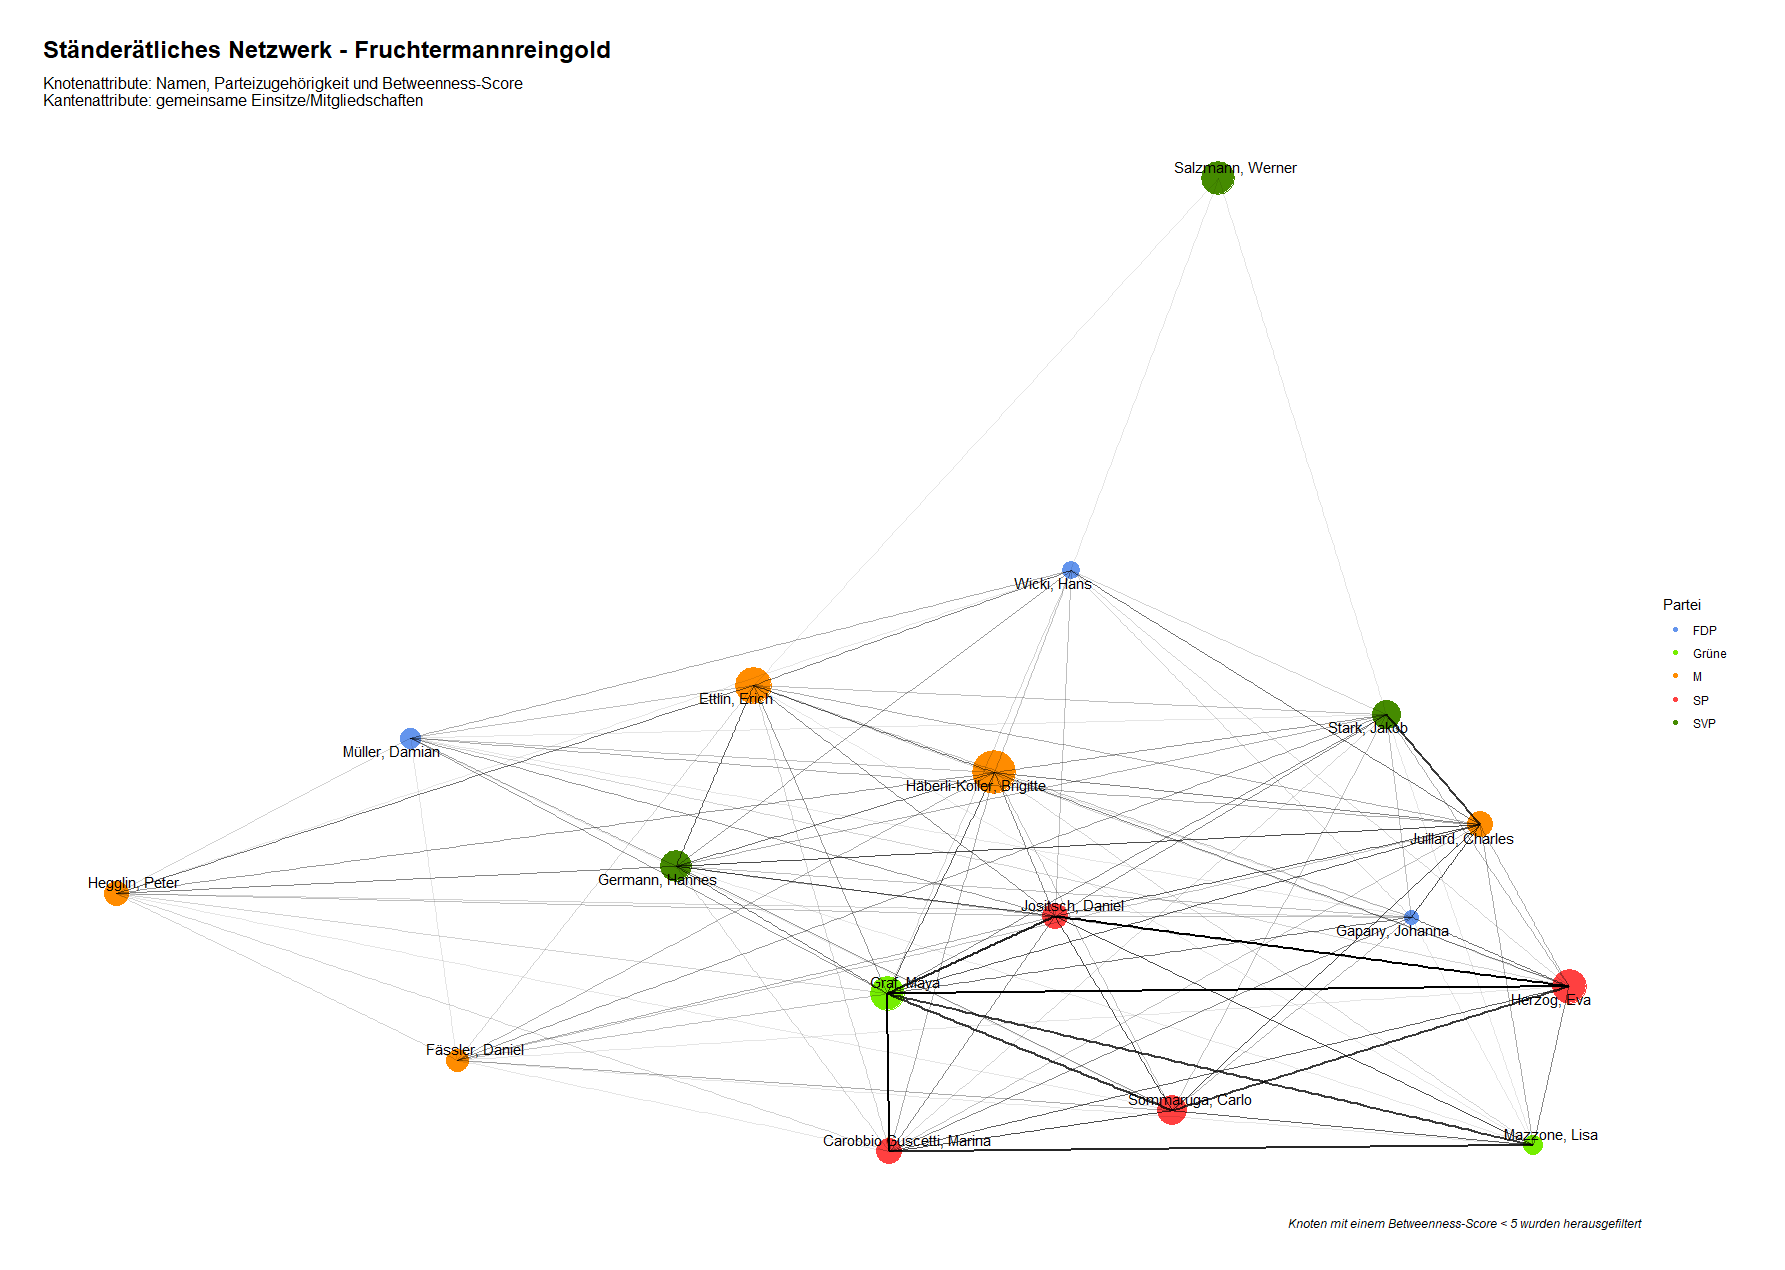 Ständerätliches Netzwerk - Fruchtermannreingold
Knotenattribute: Namen, Parteizugehörigkeit und Betweenness-Score
Kantenattribute: gemeinsame Einsitze/Mitgliedschaften
Salzmann, Werner
Wicki, Hans
Ettlin, Erich
Stark, Jakob
Müller, Damian
Häberli-Koller, Brigitte
Juillard, Charles
Germann, Hannes
Hegglin, Peter
Jositsch, Daniel
Gapany, Johanna
Graf, Maya
Herzog, Eva
Fässler, Daniel
Sommaruga, Carlo
Carobbio Guscetti, Marina
Mazzone, Lisa
Partei
FDP
Grüne
M
SP
SVP
Knoten mit einem Betweenness-Score < 5 wurden herausgefiltert